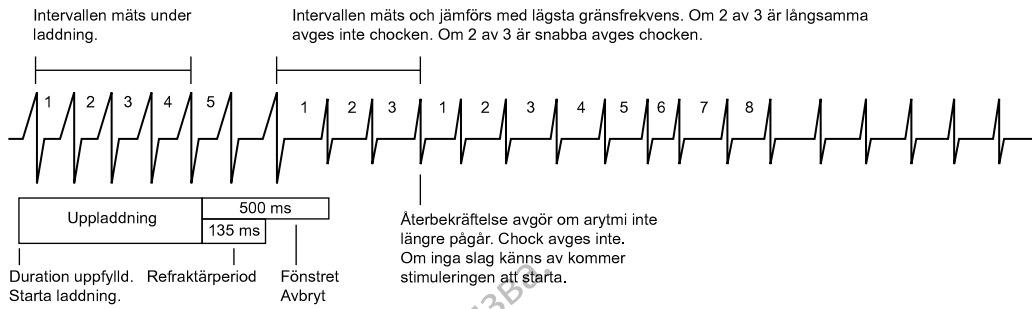 Intervallen mäts under
laddning.
Intervallen mäts och jämförs med lägsta gränsfrekvens. Om 2 av 3 är långsamma
avges inte chocken. Om 2 av 3 är snabba avges chocken.
1 2 3 4 5 1 2 3 1 2 3 4 5 6 7 8
Uppladdning
500 ms
135 ms
Duration uppfylld.
Starta laddning.
Refraktärperiod
Fönstret
Avbryt
Återbekräftelse avgör om arytmi inte
längre pågår. Chock avges inte.
Om inga slag känns av kommer
stimuleringen att starta.